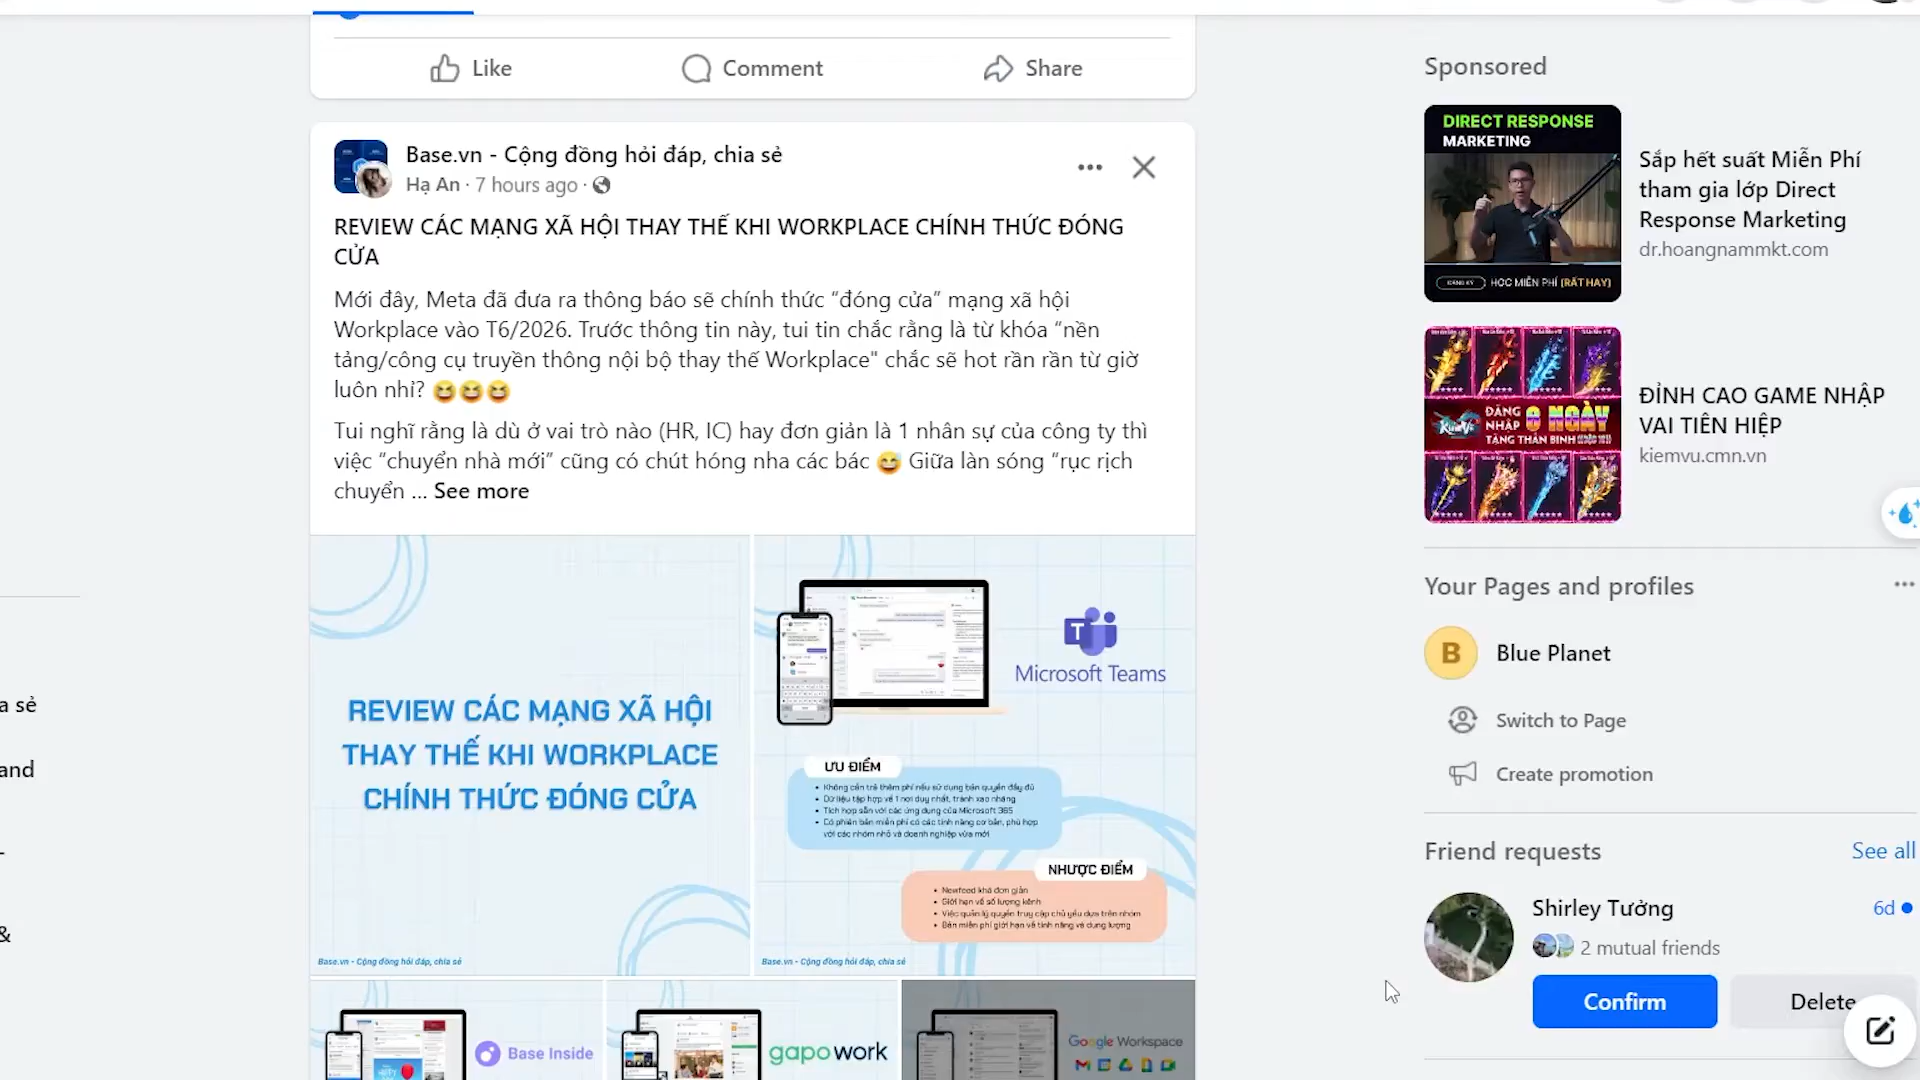 Like
Comment
Share
Base.vn - Cộng đồng hỏi đáp, chia sẻ
Hạ An · 7 hours ago ·
REVIEW CÁC MẠNG XÃ HỘI THAY THẾ KHI WORKPLACE CHÍNH THỨC ĐÓNG
CỬA
Mới đây, Meta đã đưa ra thông báo sẽ chính thức “đóng cửa” mạng xã hội
Workplace vào T6/2026. Trước thông tin này, tui tin chắc rằng là từ khóa “nền
tảng/công cụ truyền thông nội bộ thay thế Workplace" chắc sẽ hot rần rần từ giờ
luôn nhỉ? 😆😆😆
Tui nghĩ rằng là dù ở vai trò nào (HR, IC) hay đơn giản là 1 nhân sự của công ty thì
việc “chuyển nhà mới” cũng có chút hóng nha các bác 😅 Giữa làn sóng “rục rịch
chuyển ... See more
REVIEW CÁC MẠNG XÃ HỘI
THAY THẾ KHI WORKPLACE
CHÍNH THỨC ĐÓNG CỬA
Base.vn - Cộng đồng hỏi đáp, chia sẻ
Microsoft Teams
ƯU ĐIỂM
• Không cần trả thêm phí nếu sử dụng bản quyền đầy đủ
• Dữ liệu tập hợp về 1 nơi duy nhất, tránh xao nhãng
• Tích hợp sẵn với các ứng dụng của Microsoft 365
• Có phiên bản miễn phí có các tính năng cơ bản, phù hợp
với các nhóm nhỏ và doanh nghiệp vừa mới
NHƯỢC ĐIỂM
• Newfeed khá đơn giản
• Giới hạn về số lượng kênh
• Việc quản lý quyền truy cập chủ yếu dựa trên nhóm
• Bản miễn phí giới hạn về tính năng và dung lượng
Base.vn - Cộng đồng hỏi đáp, chia sẻ
Base Inside
gapowork
Google Workspace
a sẻ
and
&
Sponsored
DIRECT RESPONSE
MARKETING
ĐĂNG KÝ HỌC MIỄN PHÍ (RẤT HAY)
Sắp hết suất Miễn Phí
tham gia lớp Direct
Response Marketing
dr.hoangnammkt.com
ĐĂNG
NHẬP 8 NGÀY
TẶNG THẦN BINH
ĐỈNH CAO GAME NHẬP
VAI TIÊN HIỆP
kiemvu.cmn.vn
Your Pages and profiles
B
Blue Planet
Switch to Page
Create promotion
Friend requests
See all
Shirley Tưởng
6d
2 mutual friends
Confirm
Delete